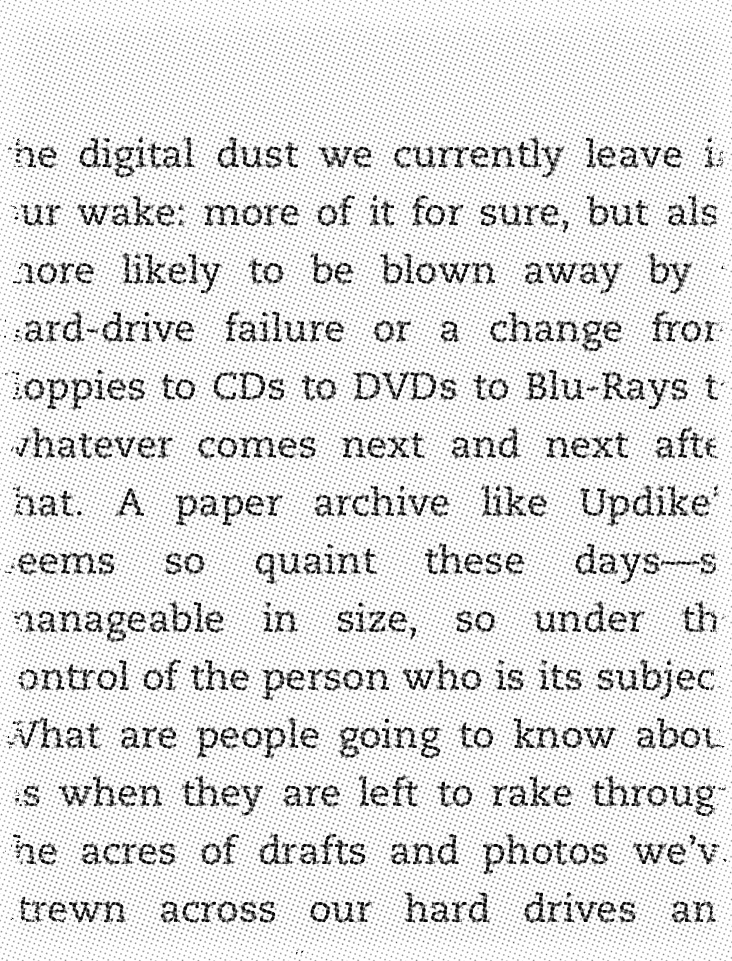 he digital dust we currently leave i
ur wake: more of it for sure, but als
more likely to be blown away by
ard-drive failure or a change from
loppies to CDs to DVDs to Blu-Rays t
whatever comes next and next afte
hat. A paper archive like Updike'
eems so quaint these days—s
manageable in size, so under th
ontrol of the person who is its subjec
What are people going to know abou
s when they are left to rake throug
he acres of drafts and photos we'v
trewn across our hard drives an